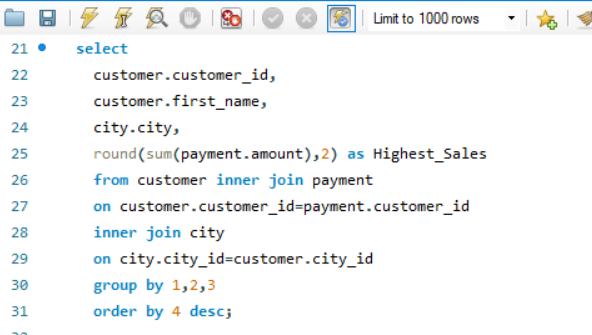 Limit to 1000 rows
21 select
22 customer.customer_id,
23 customer.first_name,
24 city.city,
25 round(sum(payment.amount),2) as Highest_Sales
26 from customer inner join payment
27 on customer.customer_id=payment.customer_id
28 inner join city
29 on city.city_id=customer.city_id
30 group by 1,2,3
31 order by 4 desc;